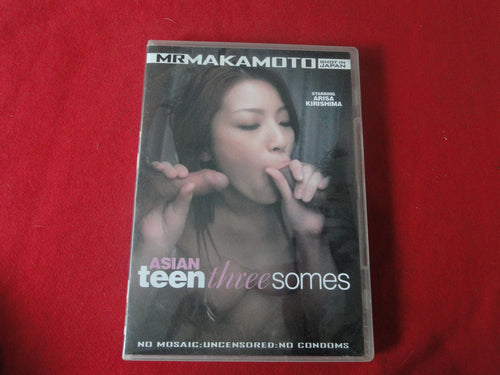 MRMAKAMOTO SHOT IN
JAPAN
STARRING
ARISA
KIRISHIMA
ASIAN
teen threesomes
NO MOSAIC:UNCENSORED:NO CONDOMS